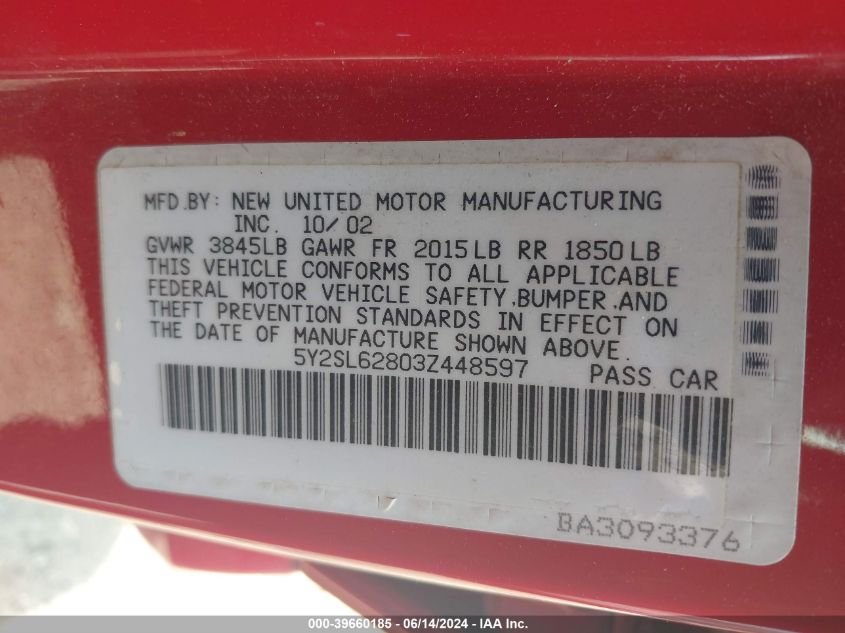 MFD.BY: NEW UNITED MOTOR MANUFACTURING
INC. 10/02
GVWR 3845LB GAWR FR 2015LB RR 1850LB
THIS VEHICLE CONFORMS TO ALL APPLICABLE
FEDERAL MOTOR VEHICLE SAFETY,BUMPER,AND
THEFT PREVENTION STANDARDS IN EFFECT ON
THE DATE OF MANUFACTURE SHOWN ABOVE.
5Y2SL62803Z448597 PASS CAR
BA3093376
000-39660185 - 06/14/2024 - IAA Inc.